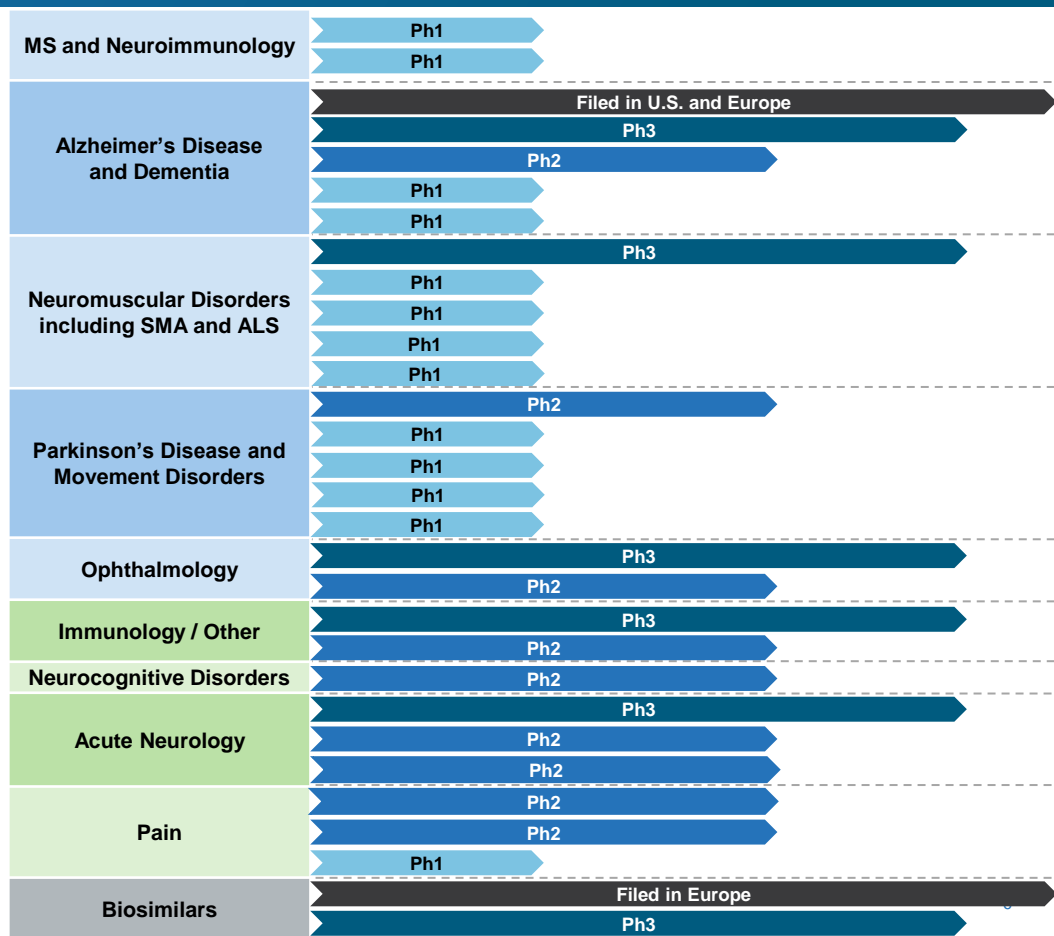 MS and Neuroimmunology
Ph1
Ph1
Alzheimer's Disease
and Dementia
Filed in U.S. and Europe
Ph3
Ph2
Ph1
Ph1
Neuromuscular Disorders
including SMA and ALS
Ph3
Ph1
Ph1
Ph1
Ph1
Parkinson's Disease and
Movement Disorders
Ph2
Ph1
Ph1
Ph1
Ph1
Ophthalmology
Ph3
Ph2
Immunology / Other
Ph3
Ph2
Neurocognitive Disorders
Ph2
Acute Neurology
Ph3
Ph2
Ph2
Pain
Ph2
Ph2
Ph1
Biosimilars
Filed in Europe
Ph3